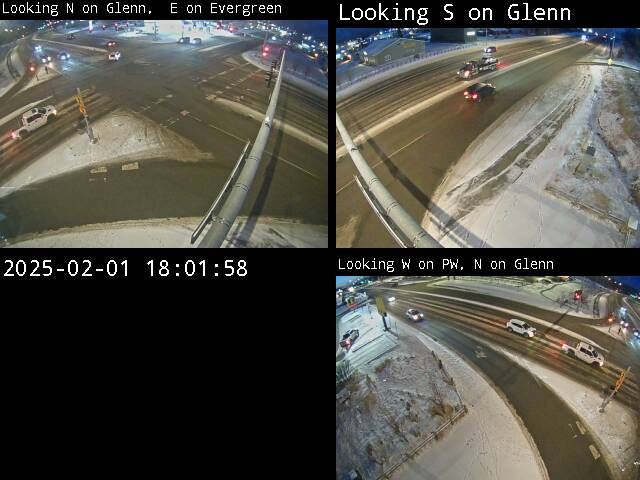 Looking N on Glenn,  E on Evergreen
Looking S on Glenn
2025-02-01 18:01:58
Looking W on PW, N on Glenn